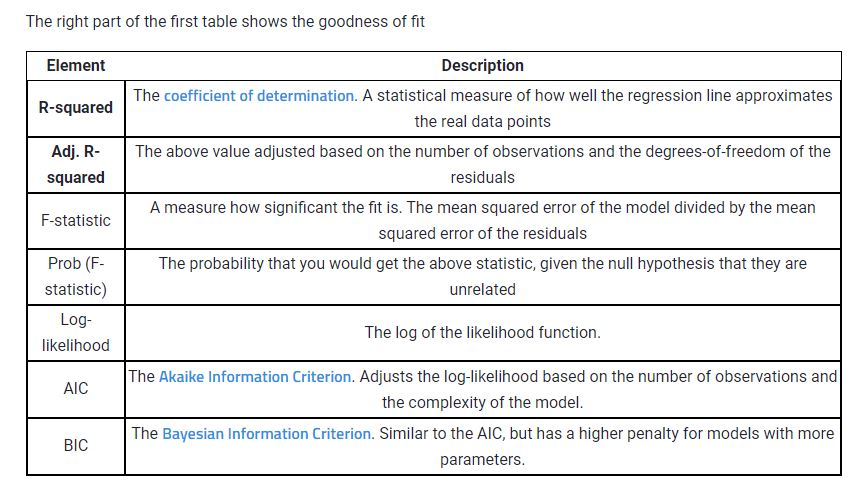 The right part of the first table shows the goodness of fit
Element
Description
R-squared
The coefficient of determination. A statistical measure of how well the regression line approximates
the real data points
Adj. R-
squared
The above value adjusted based on the number of observations and the degrees-of-freedom of the
residuals
F-statistic
A measure how significant the fit is. The mean squared error of the model divided by the mean
squared error of the residuals
Prob (F-
statistic)
The probability that you would get the above statistic, given the null hypothesis that they are
unrelated
Log-
likelihood
The log of the likelihood function.
AIC
The Akaike Information Criterion. Adjusts the log-likelihood based on the number of observations and
the complexity of the model.
BIC
The Bayesian Information Criterion. Similar to the AIC, but has a higher penalty for models with more
parameters.